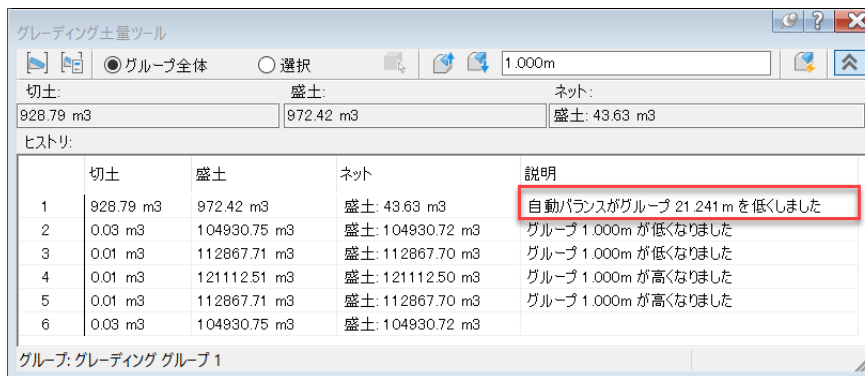 グレーディング土量ツール
グループ全体 選択 1.000m
切土: 盛土: ネット:
928.79 m3 972.42 m3 盛土: 43.63 m3
ヒストリ:
切土 盛土 ネット 説明
1 928.79 m3 972.42 m3 盛土: 43.63 m3 自動バランスがグループ 21.241 m を低くしました
2 0.03 m3 104930.75 m3 盛土: 104930.72 m3 グループ 1.000m が低くなりました
3 0.01 m3 112867.71 m3 盛土: 112867.70 m3 グループ 1.000m が低くなりました
4 0.01 m3 121112.51 m3 盛土: 121112.50 m3 グループ 1.000m が高くなりました
5 0.01 m3 112867.71 m3 盛土: 112867.70 m3 グループ 1.000m が高くなりました
6 0.03 m3 104930.75 m3 盛土: 104930.72 m3
グループ: グレーディング グループ 1